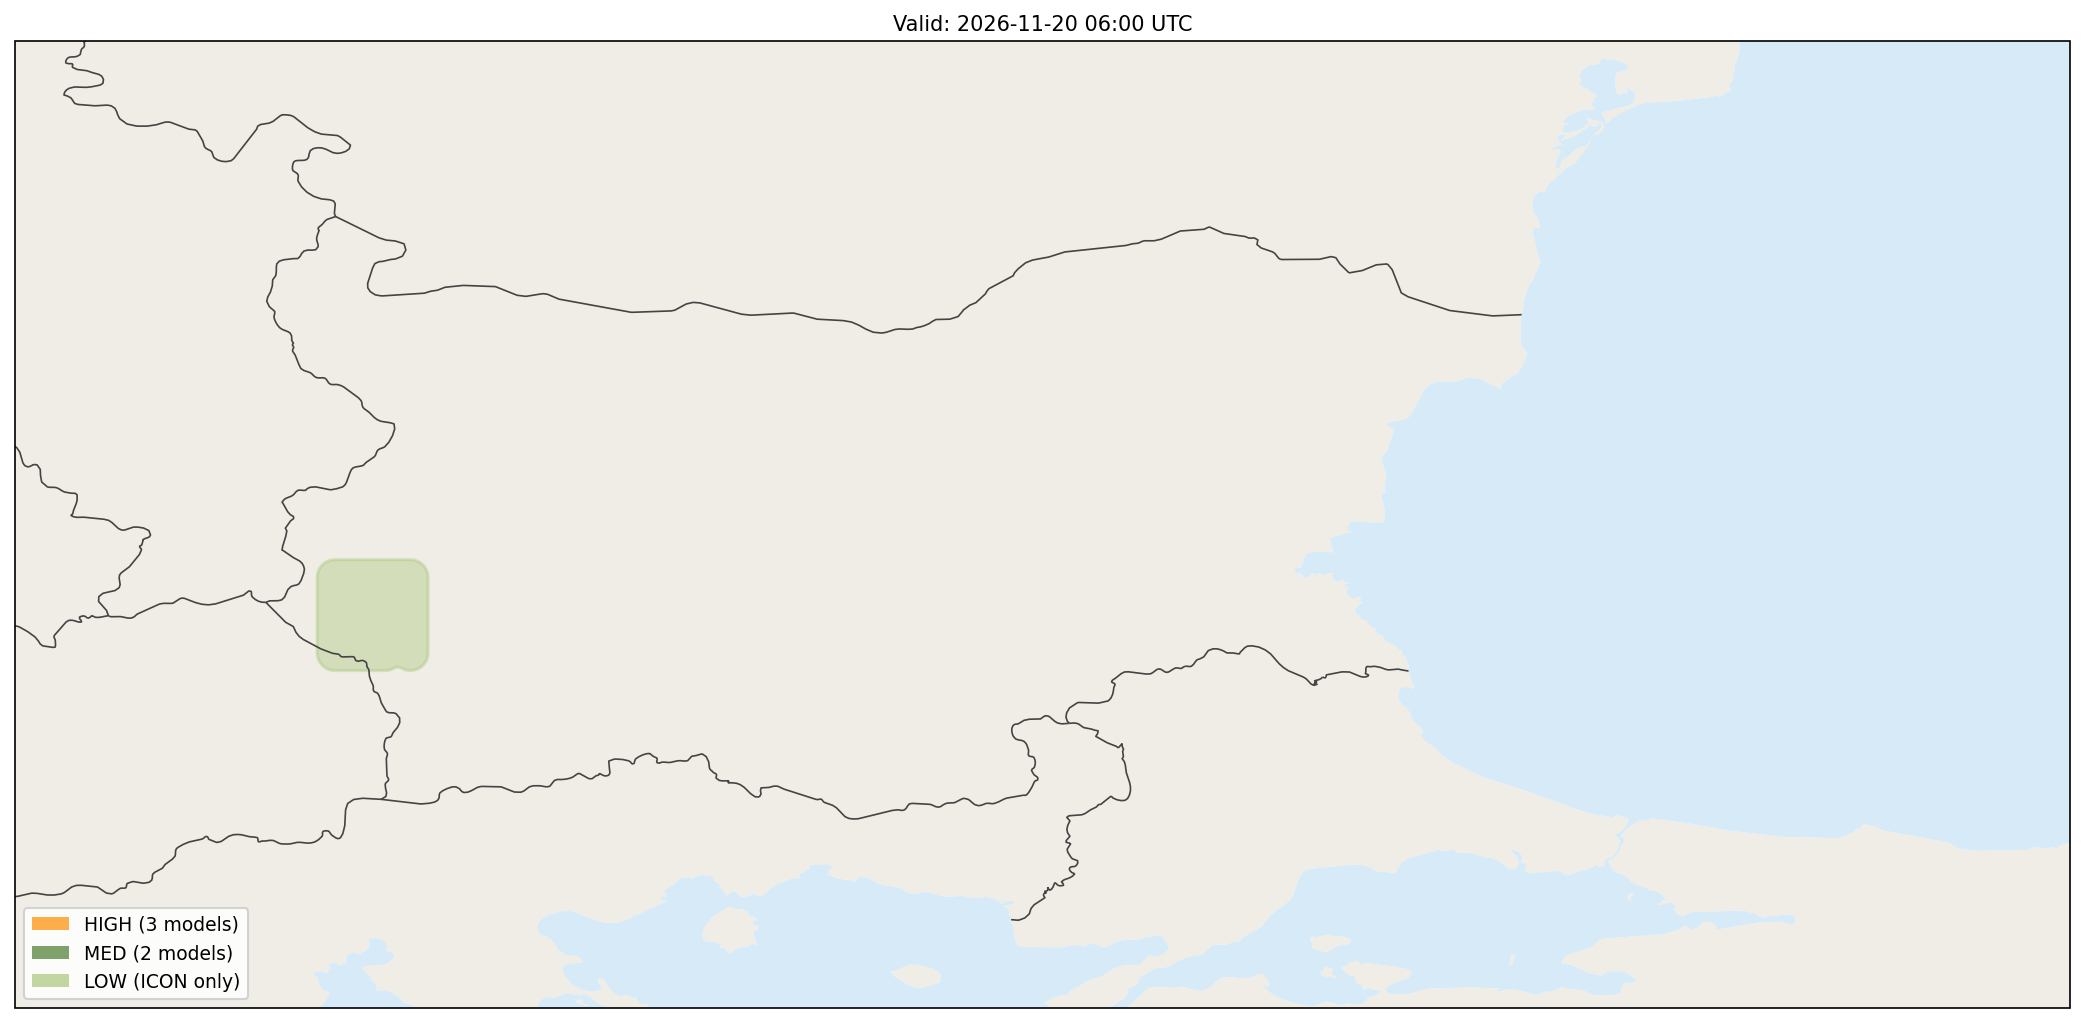 Valid: 2026-11-20 06:00 UTC
HIGH (3 models)
MED (2 models)
LOW (ICON only)